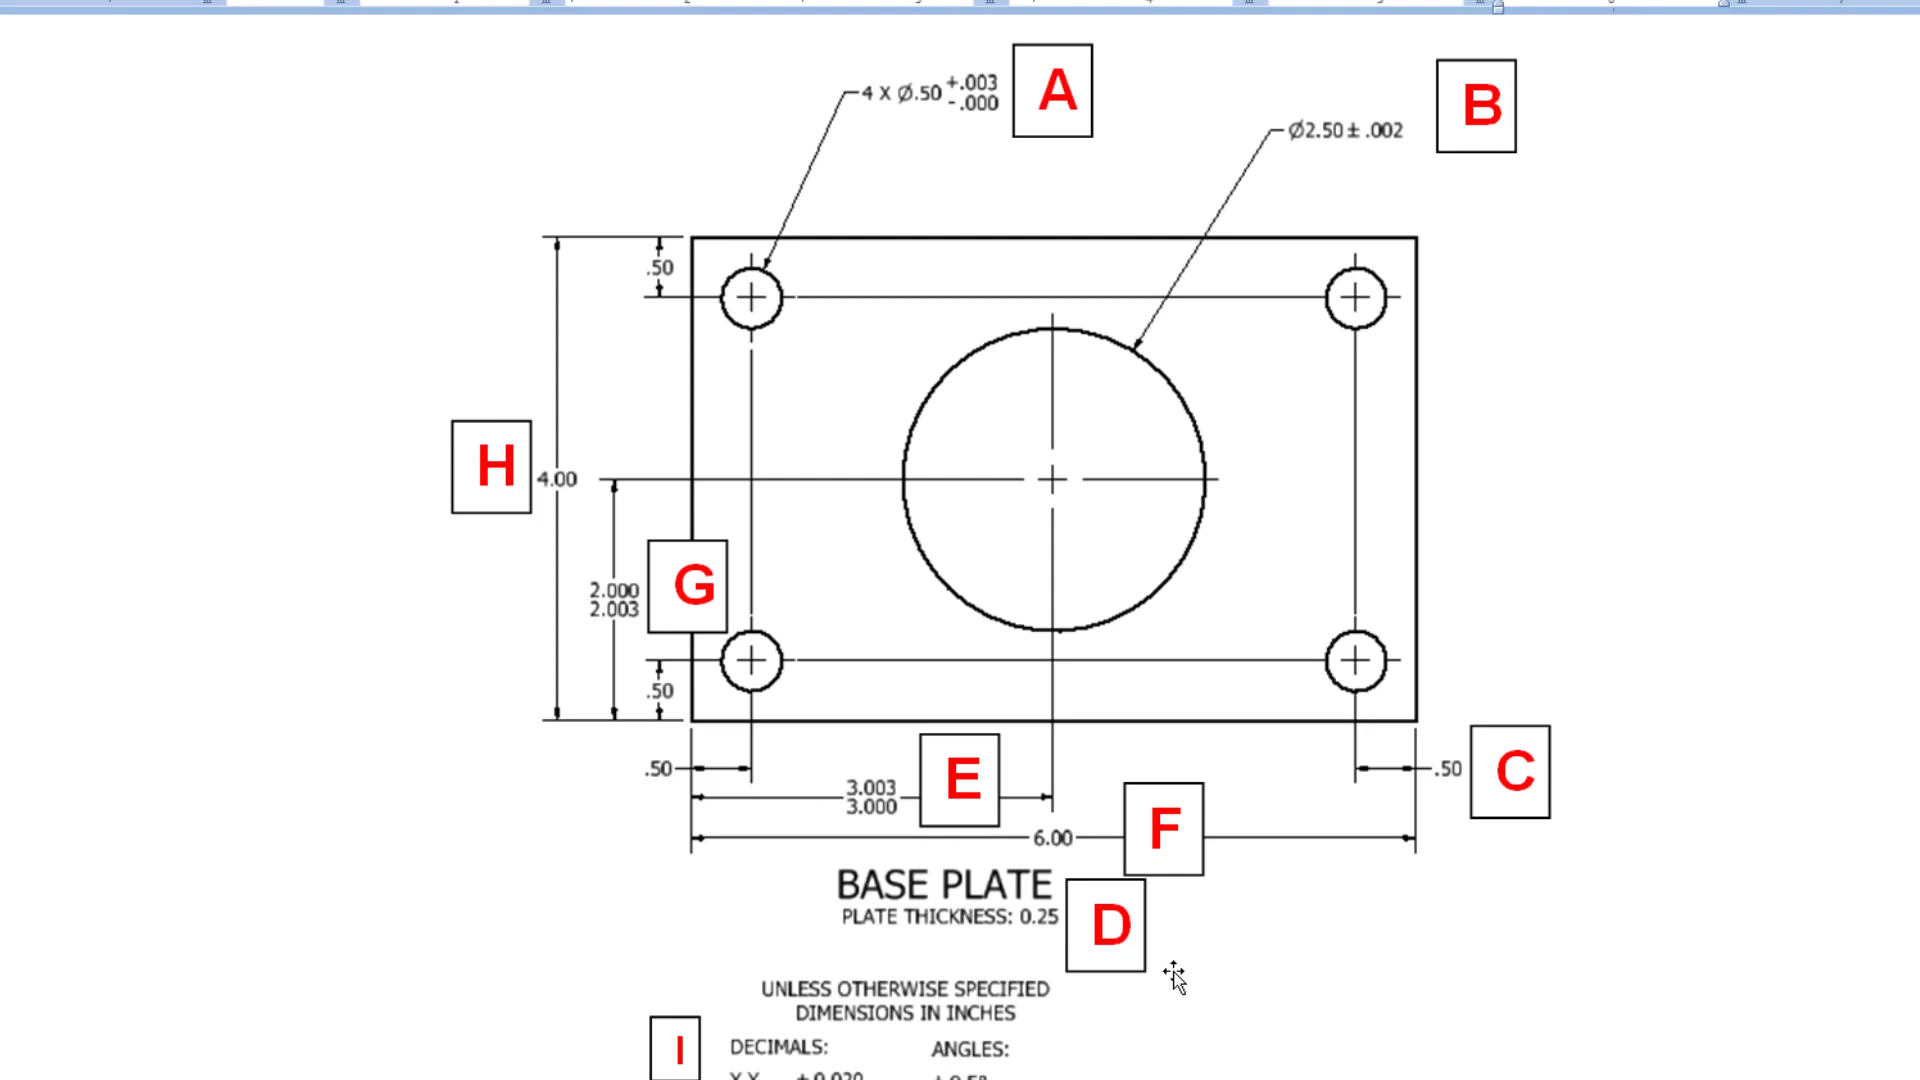 4 X Ø.50 +.003
-.000
A
Ø2.50 ± .002
B
.50
H
4.00
G
2.000
2.003
.50
.50
E
3.003
3.000
.50
C
F
6.00
BASE PLATE
PLATE THICKNESS: 0.25
D
UNLESS OTHERWISE SPECIFIED
DIMENSIONS IN INCHES
I
DECIMALS:
ANGLES: